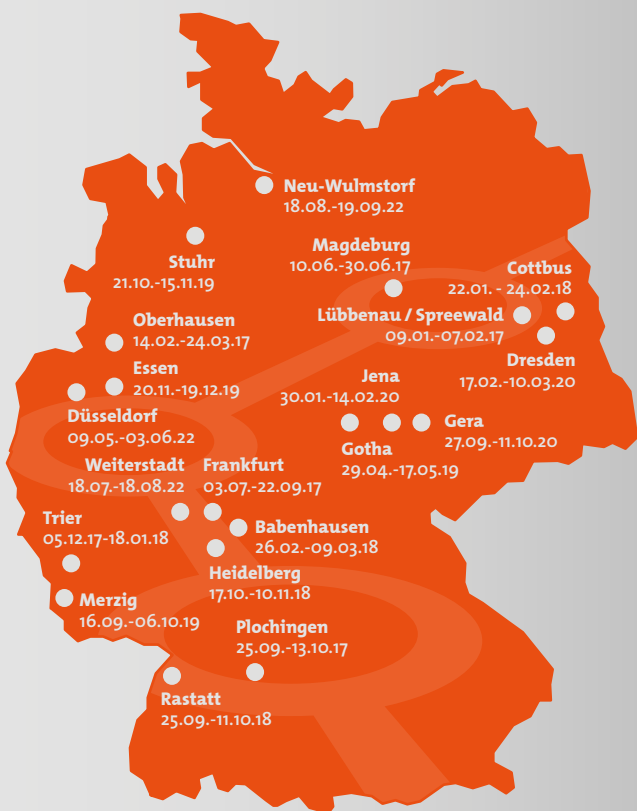 Neu-Wulmstorf
18.08.-19.09.22
Stuhr
21.10.-15.11.19
Magdeburg
10.06.-30.06.17
Cottbus
22.01. - 24.02.18
Oberhausen
14.02.-24.03.17
Lübbenau / Spreewald
09.01.-07.02.17
Dresden
17.02.-10.03.20
Essen
20.11.-19.12.19
Jena
30.01.-14.02.20
Düsseldorf
09.05.-03.06.22
Gera
27.09.-11.10.20
Gotha
29.04.-17.05.19
Weiterstadt
18.07.-18.08.22
Frankfurt
03.07.-22.09.17
Trier
05.12.17-18.01.18
Babenhausen
26.02.-09.03.18
Heidelberg
17.10.-10.11.18
Merzig
16.09.-06.10.19
Plochingen
25.09.-13.10.17
Rastatt
25.09.-11.10.18